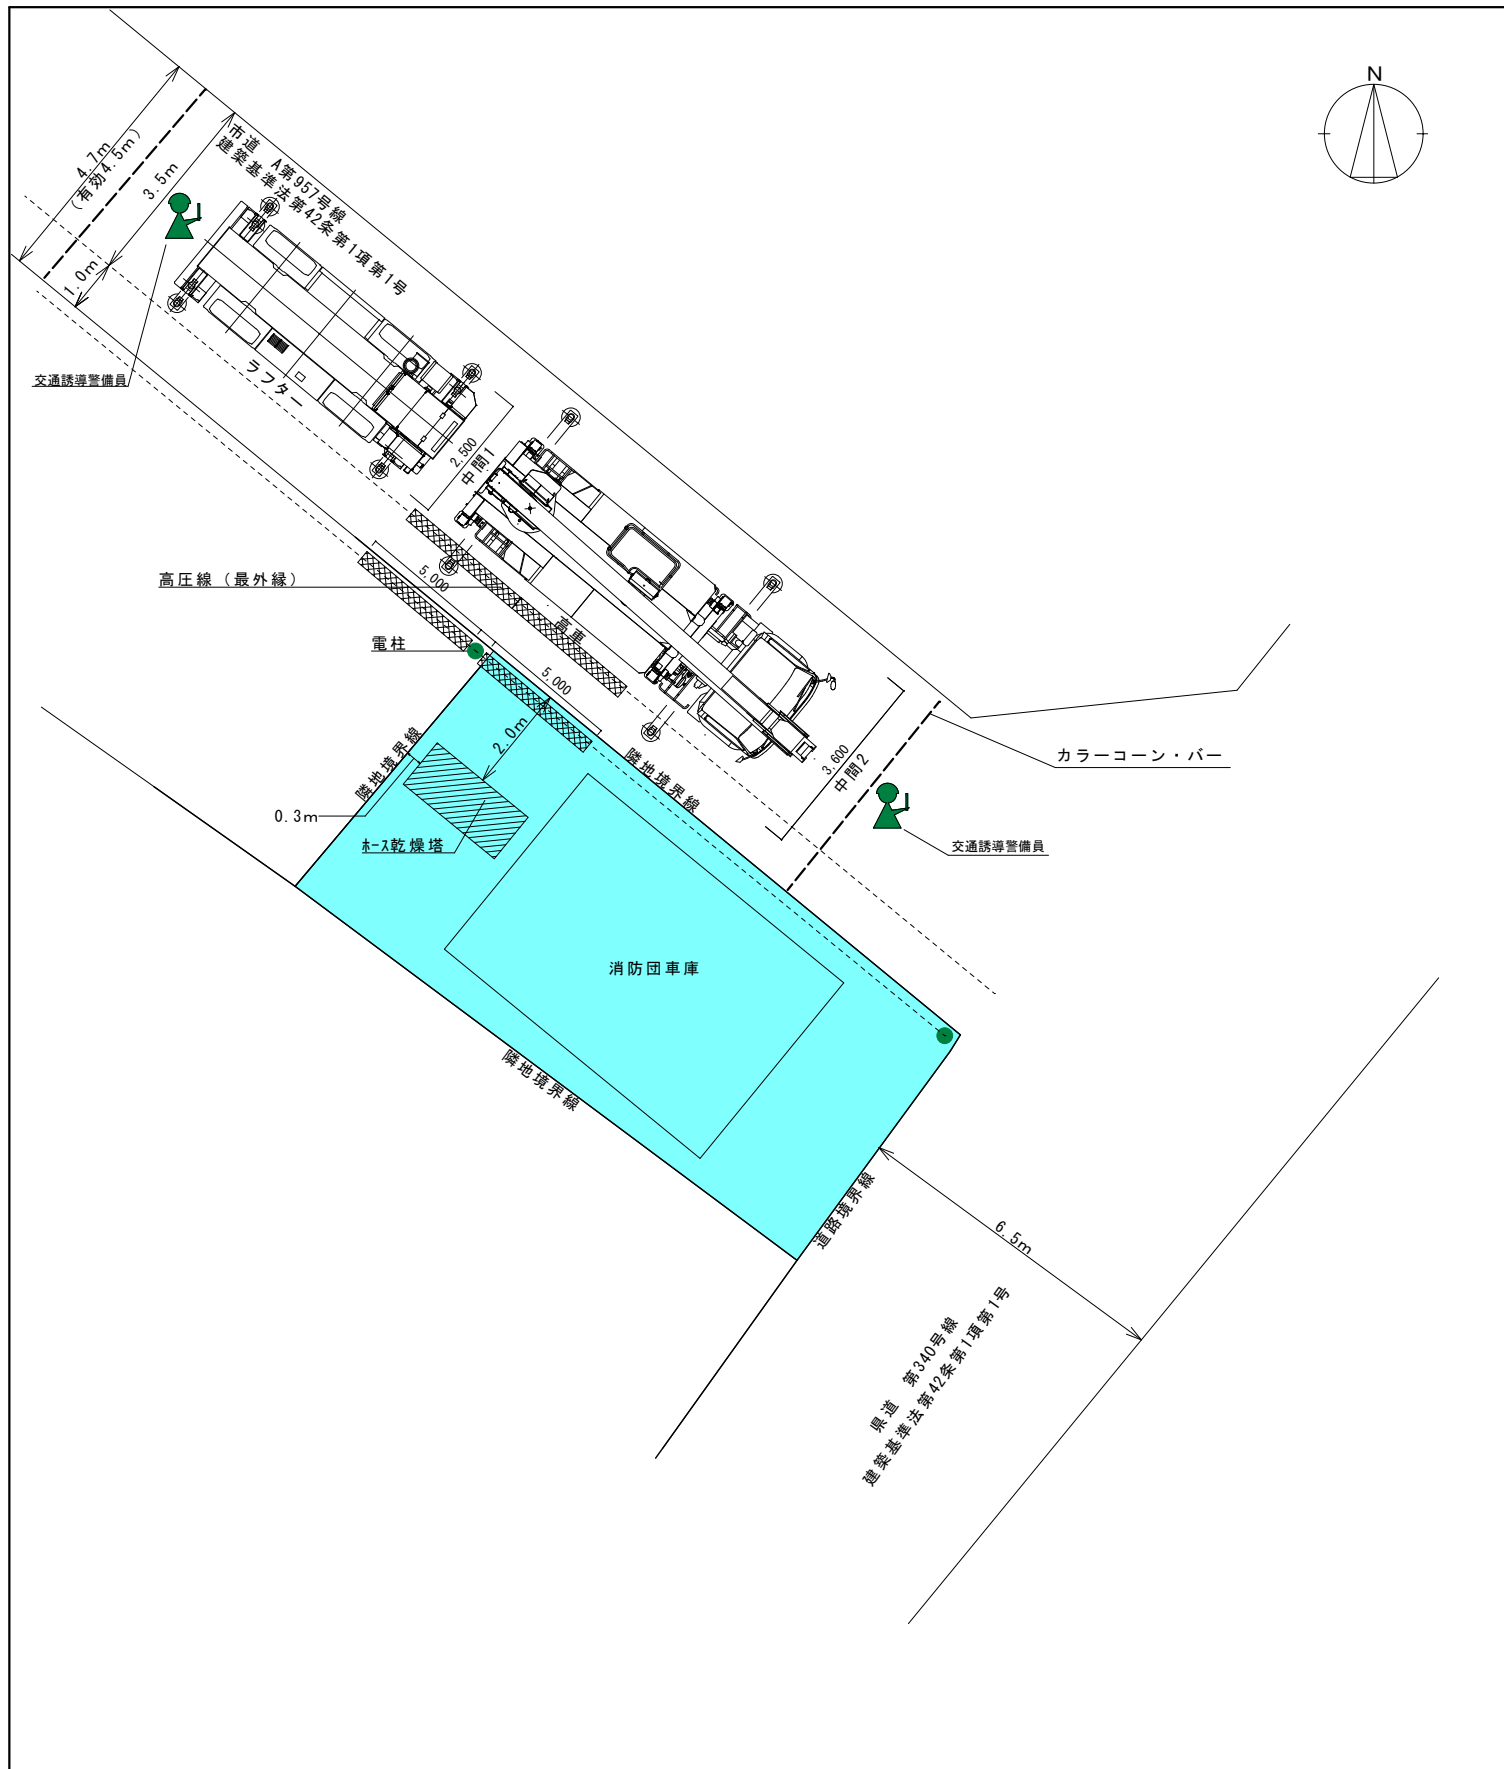 N
4.7m
(有効4.5m)
3.5m
1.0m
市道　A第957号線
建築基準法第42条第1項第1号
交通誘導警備員
ラフター
2.500
中間1
高圧線（最外縁）
5.000
高車
電柱
5.000
2.0m
隣地境界線
隣地境界線
3.600
中間2
カラーコーン・バー
0.3m
ﾎｰｽ乾燥塔
交通誘導警備員
消防団車庫
隣地境界線
道路境界線
6.5m
県道　第340号線
建築基準法第42条第1項第1号